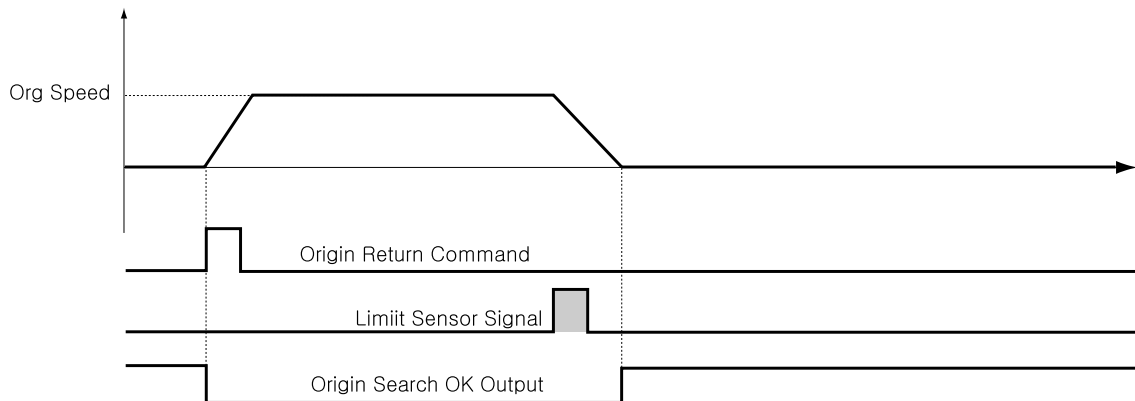 Org Speed
Origin Return Command
Limiit Sensor Signal
Origin Search OK Output